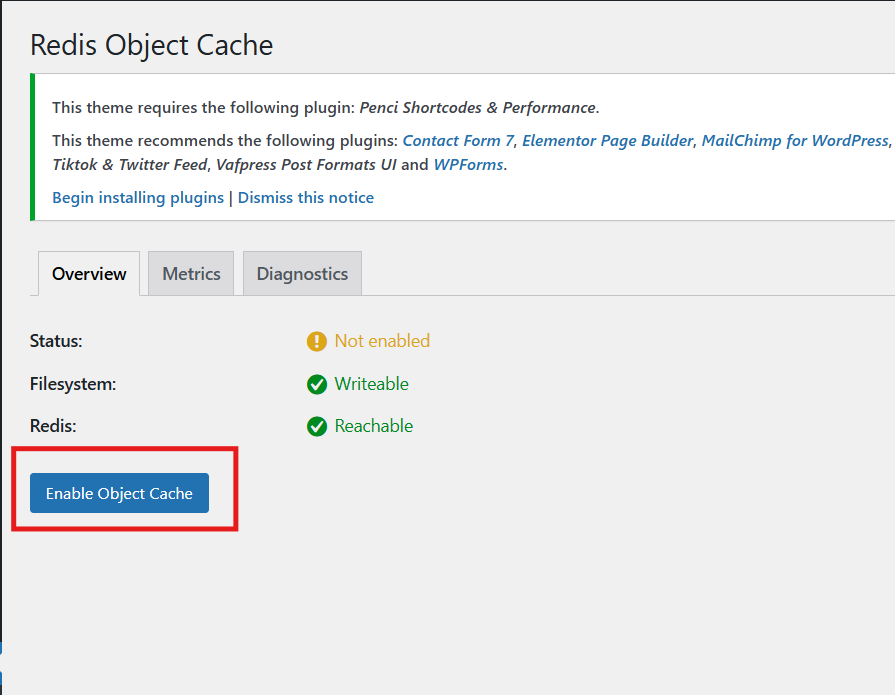 Redis Object Cache
This theme requires the following plugin: Penci Shortcodes & Performance.
This theme recommends the following plugins: Contact Form 7, Elementor Page Builder, MailChimp for WordPress,
Tiktok & Twitter Feed, Vafpress Post Formats UI and WPForms.
Begin installing plugins | Dismiss this notice
Overview Metrics Diagnostics
Status: Not enabled
Filesystem: Writeable
Redis: Reachable
Enable Object Cache